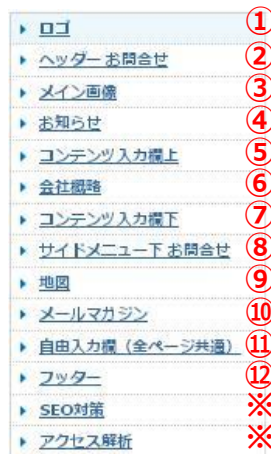 ロゴ ①
ヘッダー お問合せ ②
メイン画像 ③
お知らせ ④
コンテンツ入力欄上 ⑤
会社概略 ⑥
コンテンツ入力欄下 ⑦
サイドメニュー下 お問合せ ⑧
地図 ⑨
メールマガジン ⑩
自由入力欄（全ページ共通） ⑪
フッター ⑫
SEO対策 ※
アクセス解析 ※